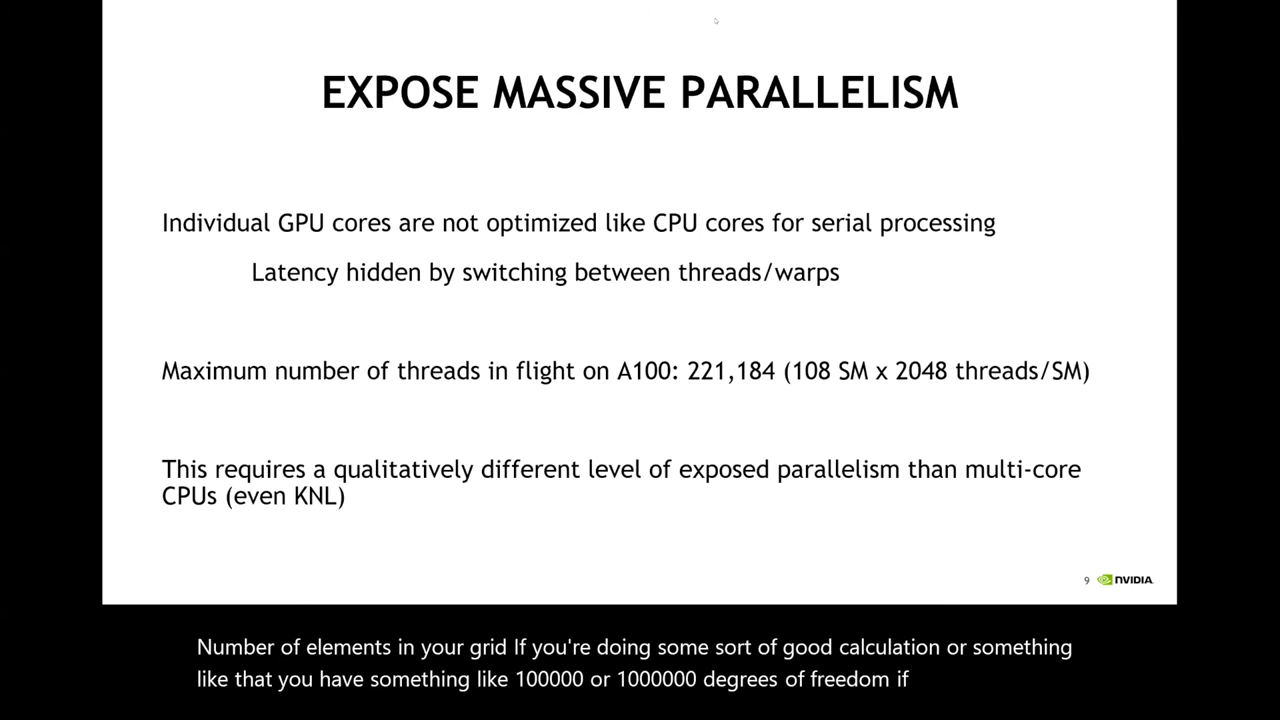 EXPOSE MASSIVE PARALLELISM
Individual GPU cores are not optimized like CPU cores for serial processing
Latency hidden by switching between threads/warps
Maximum number of threads in flight on A100: 221,184 (108 SM x 2048 threads/SM)
This requires a qualitatively different level of exposed parallelism than multi-core
CPUs (even KNL)
9 NVIDIA.
Number of elements in your grid If you're doing some sort of good calculation or something
like that you have something like 100000 or 1000000 degrees of freedom if